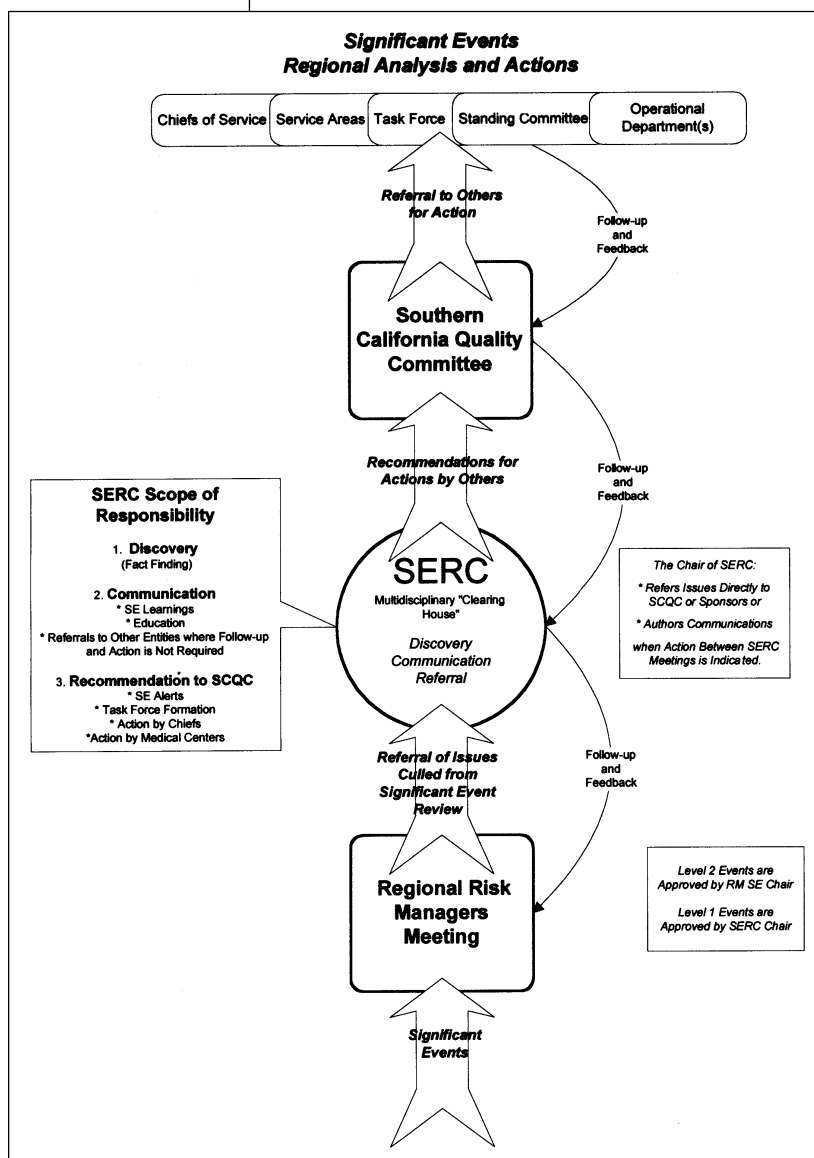 Significant Events
Regional Analysis and Actions
Chiefs of Service
Service Areas
Task Force
Standing Committee
Operational
Department(s)
Referral to Others
for Action
Follow-up
and
Feedback
Southern
California Quality
Committee
Recommendations for
Actions by Others
Follow-up
and
Feedback
SERC Scope of
Responsibility
1. Discovery
(Fact Finding)
2. Communication
* SE Learnings
* Education
* Referrals to Other Entities where Follow-up
and Action is Not Required
3. Recommendation to SCQC
* SE Alerts
* Task Force Formation
* Action by Chiefs
*Action by Medical Centers
SERC
Multidisciplinary "Clearing
House"
Discovery
Communication
Referral
The Chair of SERC:
* Refers Issues Directly to
SCQC or Sponsors or
* Authors Communications
when Action Between SERC
Meetings is Indicated.
Referral of Issues
Culled from
Significant Event
Review
Follow-up
and
Feedback
Regional Risk
Managers
Meeting
Level 2 Events are
Approved by RM SE Chair
Level 1 Events are
Approved by SERC Chair
Significant
Events